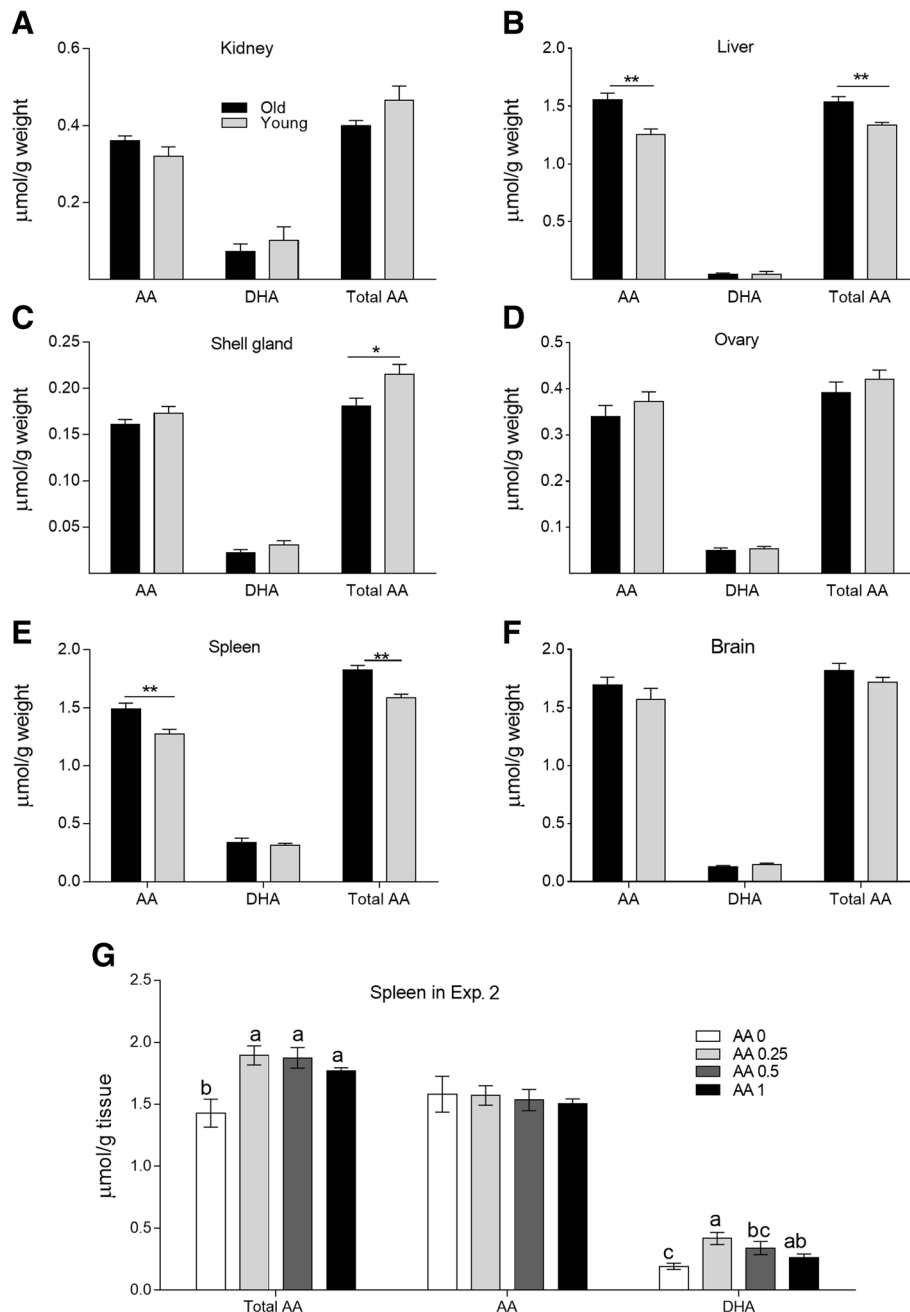 A
Kidney
μmol/g weight
0.6
0.4
0.2
Old
Young
AA DHA Total AA
B
Liver
μmol/g weight
2.0
1.5
1.0
0.5
** **
AA DHA Total AA
C
Shell gland
μmol/g weight
0.25
0.20
0.15
0.10
0.05
*
AA DHA Total AA
D
Ovary
μmol/g weight
0.5
0.4
0.3
0.2
0.1
AA DHA Total AA
E
Spleen
μmol/g weight
2.0
1.5
1.0
0.5
0.0
** **
AA DHA Total AA
F
Brain
μmol/g weight
2.0
1.5
1.0
0.5
0.0
AA DHA Total AA
G
Spleen in Exp. 2
μmol/g tissue
2.5
2.0
1.5
1.0
0.5
0.0
b a a a
c a bc ab
AA 0
AA 0.25
AA 0.5
AA 1
Total AA AA DHA